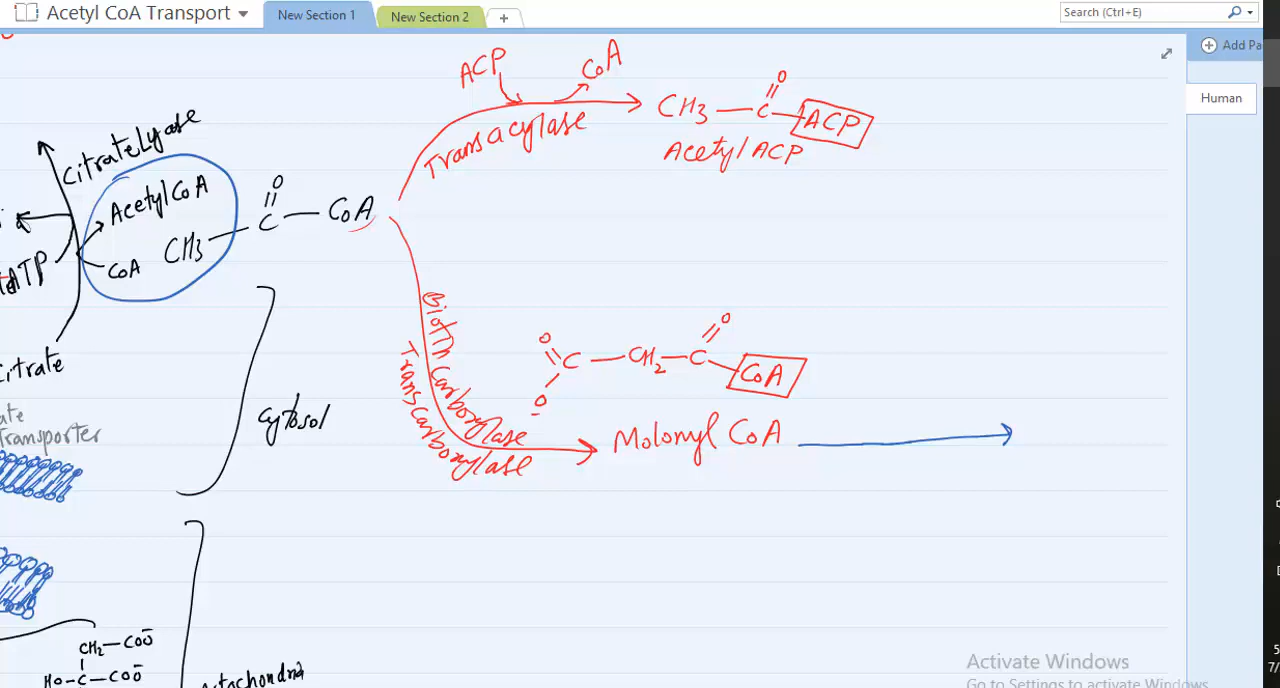 Acetyl CoA Transport
New Section 1
New Section 2
+
Search (Ctrl+E)
Add Pa
Human
ACP
CoA
Transacylase
CH3 — C — ACP
O
Acetyl ACP
Citrate Lyase
Acetyl CoA
CH3 — C — CoA
O
CoA
ATP
citrate
Transporter
Cytosol
Biotin Carboxylase
Transcarboxylase
O
O
C — CH2 — C — CoA
O-
Molonyl CoA
CH2 — COO-
HO - C — COO-
Activate Windows
Go to Settings to activate Windows